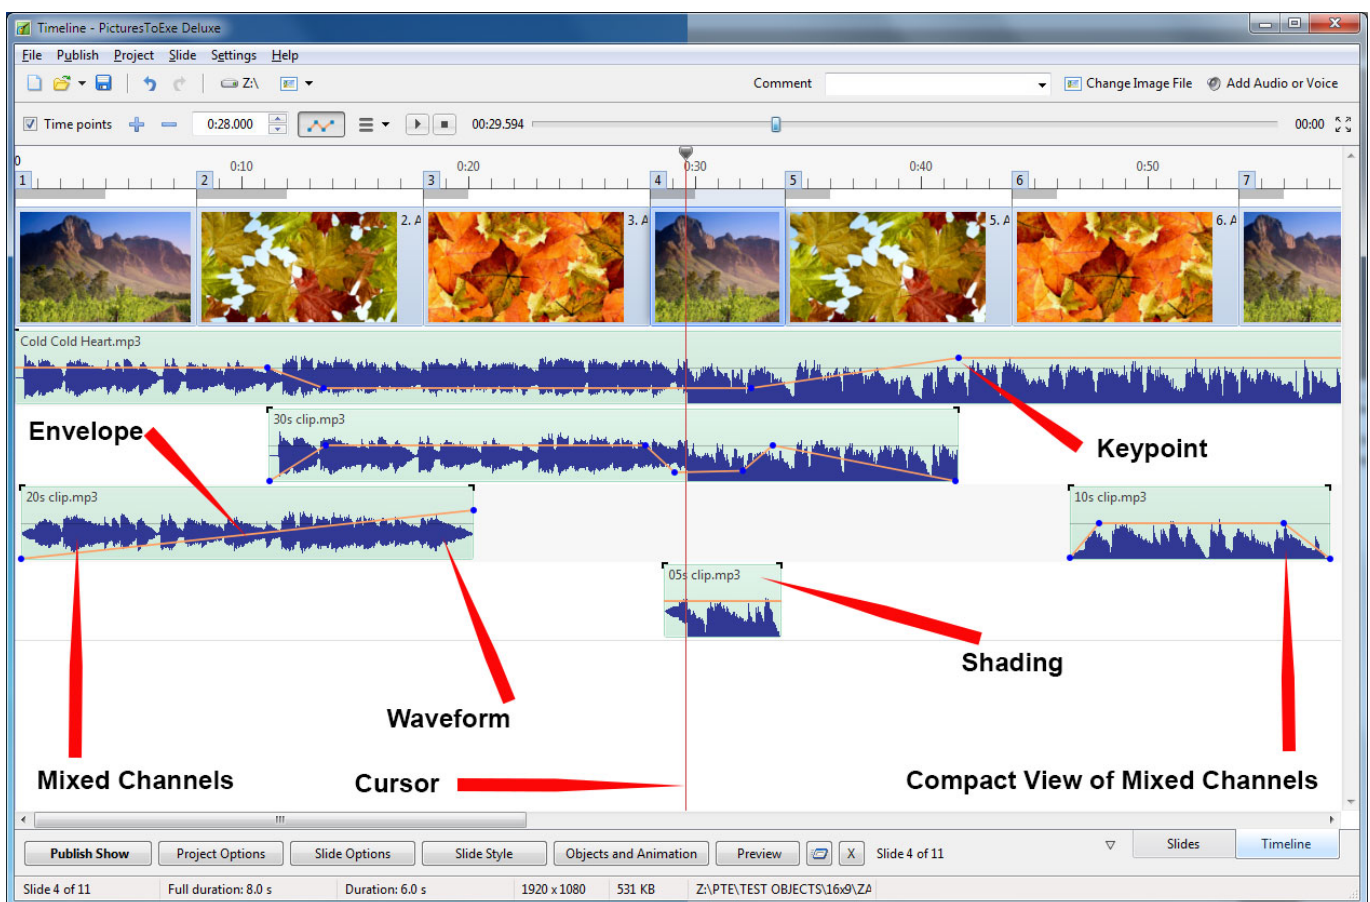 Timeline - PicturesToExe Deluxe
File Publish Project Slide Settings Help
Z:\ Comment Change Image File Add Audio or Voice
Time points 0:28.000 00:29.594 00:00
0 0:10 0:20 0:30 0:40 0:50
1 2 3 4 5 6 7
2. A 3. A 5. A 6. A
Cold Cold Heart.mp3
30s clip.mp3
Envelope
Keypoint
20s clip.mp3
10s clip.mp3
05s clip.mp3
Shading
Waveform
Mixed Channels
Cursor
Compact View of Mixed Channels
Publish Show Project Options Slide Options Slide Style Objects and Animation Preview X Slide 4 of 11 Slides Timeline
Slide 4 of 11 Full duration: 8.0 s Duration: 6.0 s 1920 x 1080 531 KB Z:\PTE\TEST OBJECTS\16x9\ZA